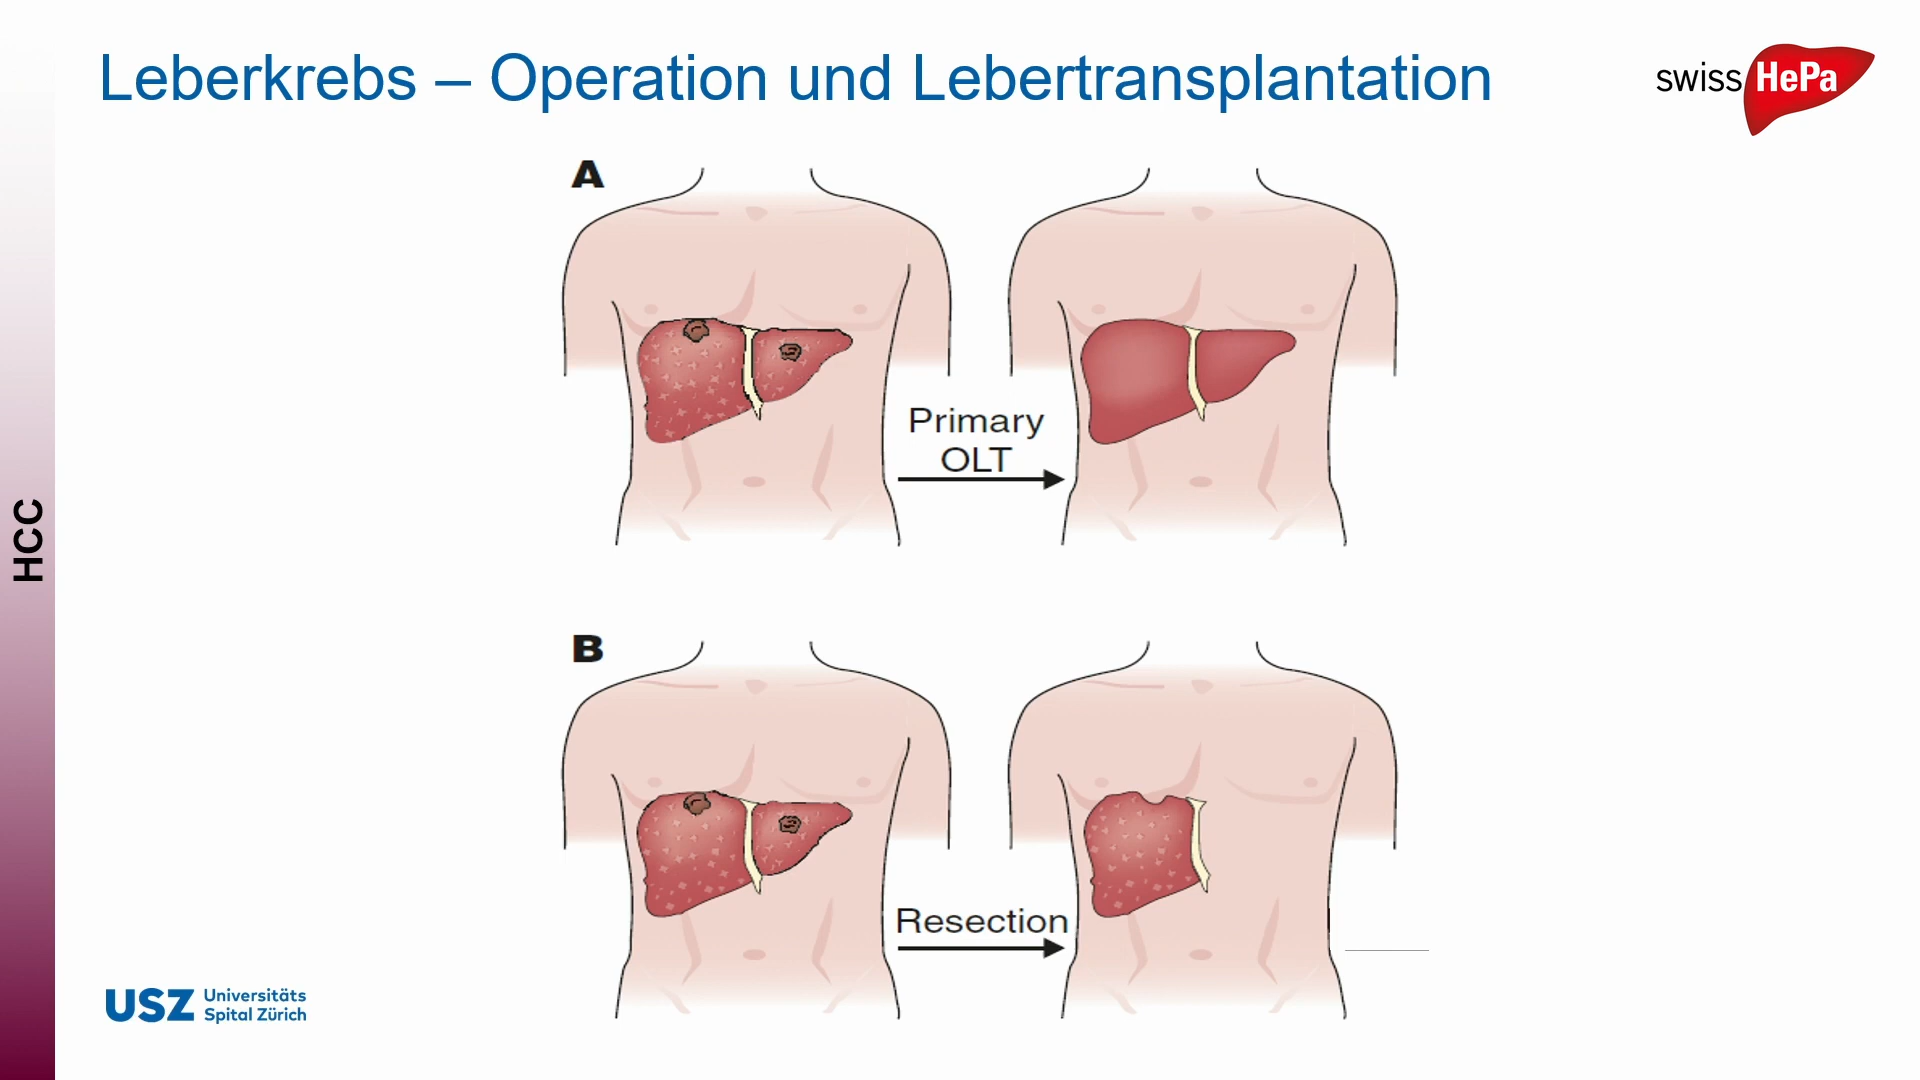 Leberkrebs – Operation und Lebertransplantation
swiss HePa
HCC
A
Primary
OLT
B
Resection
USZ Universitäts
Spital Zürich